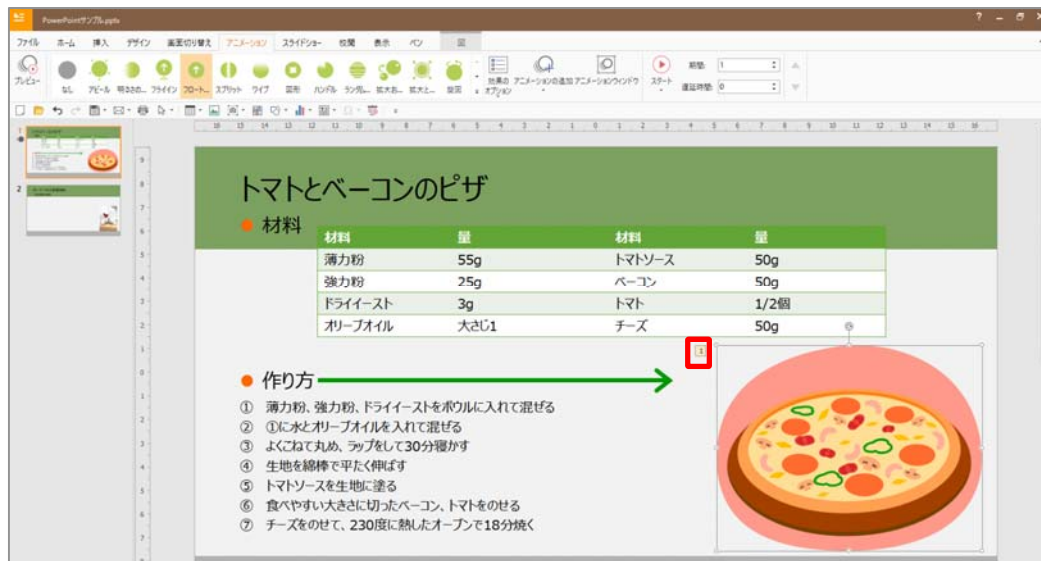 PowerPointサンプル.pptx
ファイル ホーム 挿入 デザイン 画面切り替え アニメーション スライドショー 校閲 表示 ペン 図
プレビュー なし アピール スプリット ワイプ 図形 ハンドル 拡大と... 旋回 効果のオプション アニメーションの追加 アニメーションウィンドウ スタート
期間: 1
遅延時間: 0
トマトとベーコンのピザ
材料
材料 量 材料 量
薄力粉 55g トマトソース 50g
強力粉 25g ベーコン 50g
ドライイースト 3g トマト 1/2個
オリーブオイル 大さじ1 チーズ 50g
1
作り方
① 薄力粉、強力粉、ドライイーストをボウルに入れて混ぜる
② ①に水とオリーブオイルを入れて混ぜる
③ よくこねて丸め、ラップをして30分寝かす
④ 生地を綿棒で平たく伸ばす
⑤ トマトソースを生地に塗る
⑥ 食べやすい大きさに切ったベーコン、トマトをのせる
⑦ チーズをのせて、230度に熱したオーブンで18分焼く